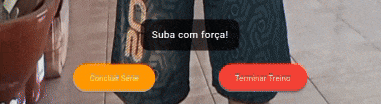 Suba com força!
Concluir Série
Terminar Treino